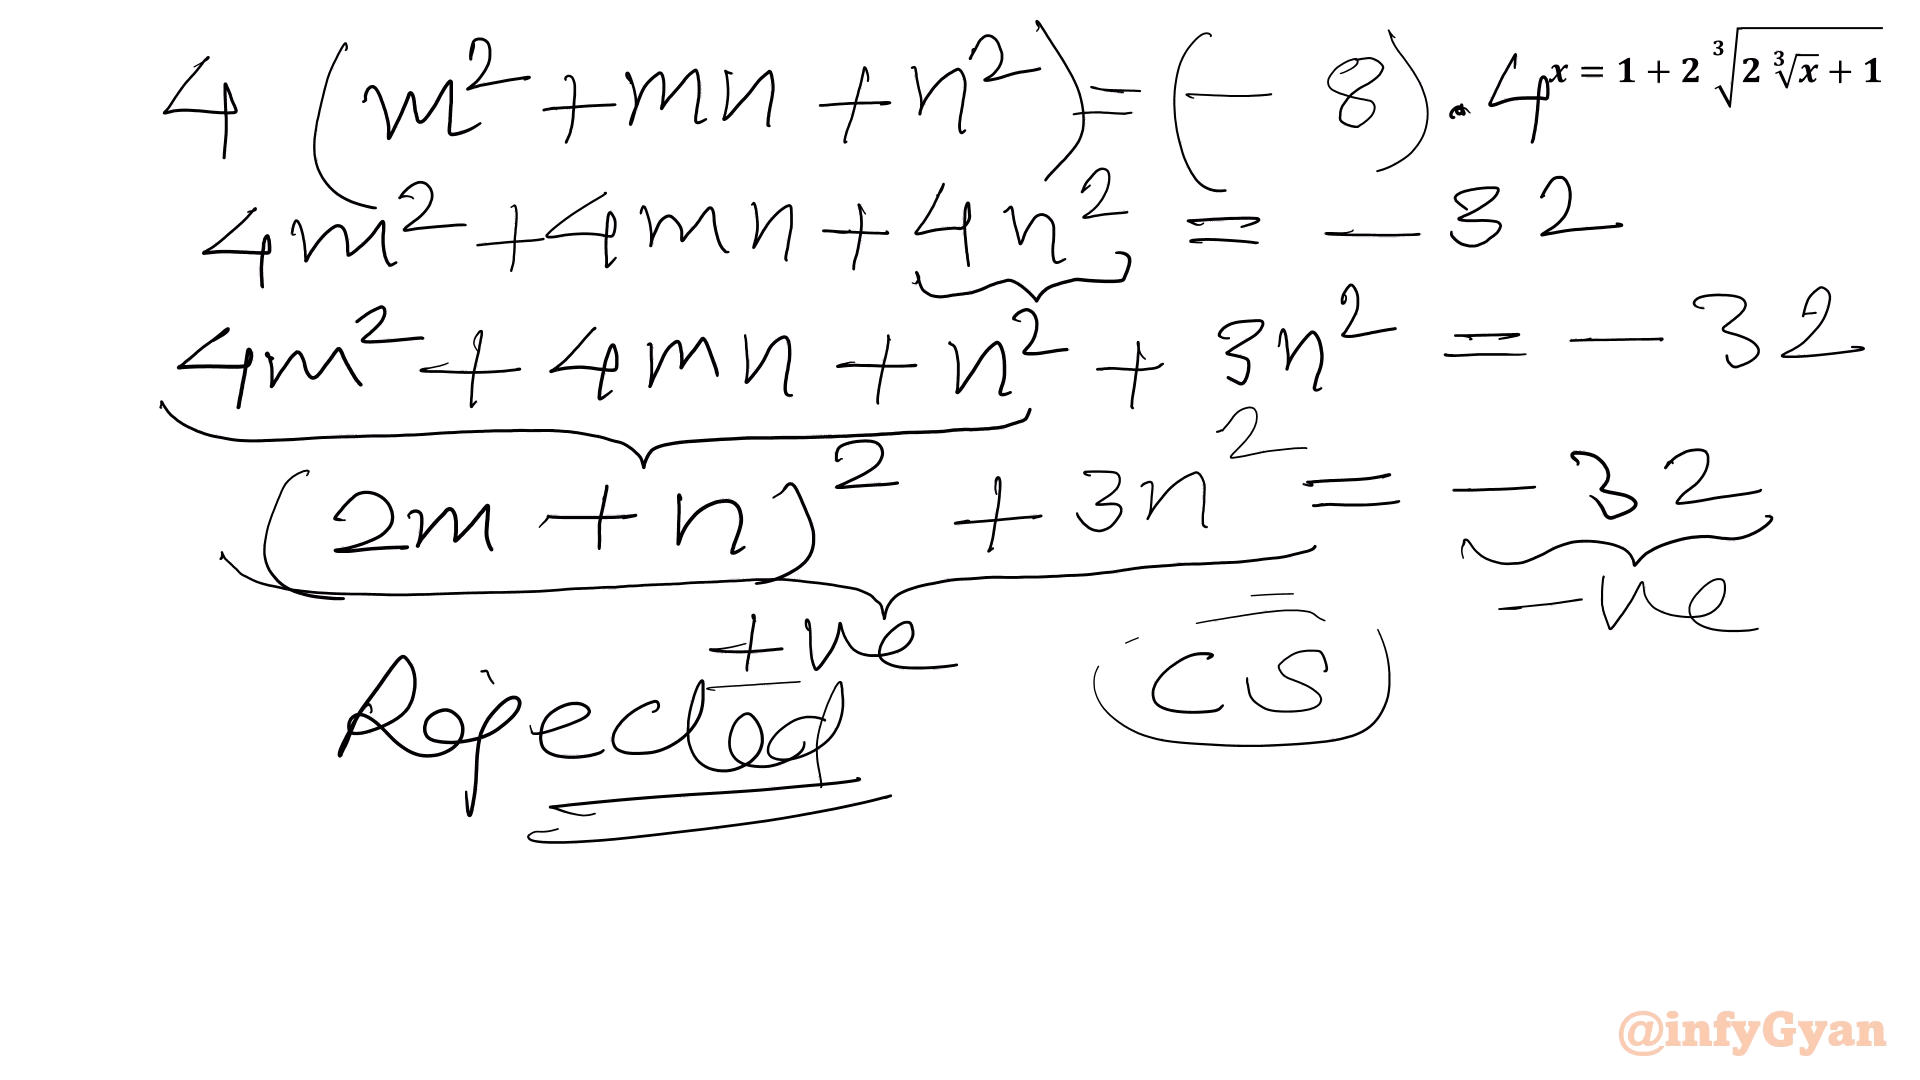 x = 1 + 2 ∛(2 ∛x + 1)
4 (m² + mn + n²) = (- 8) . 4
4m² + 4mn + 4n² = - 32
4m² + 4mn + n² + 3n² = - 32
(2m + n)² + 3n² = - 32
+ve - ve
Rejected CS
@infyGyan